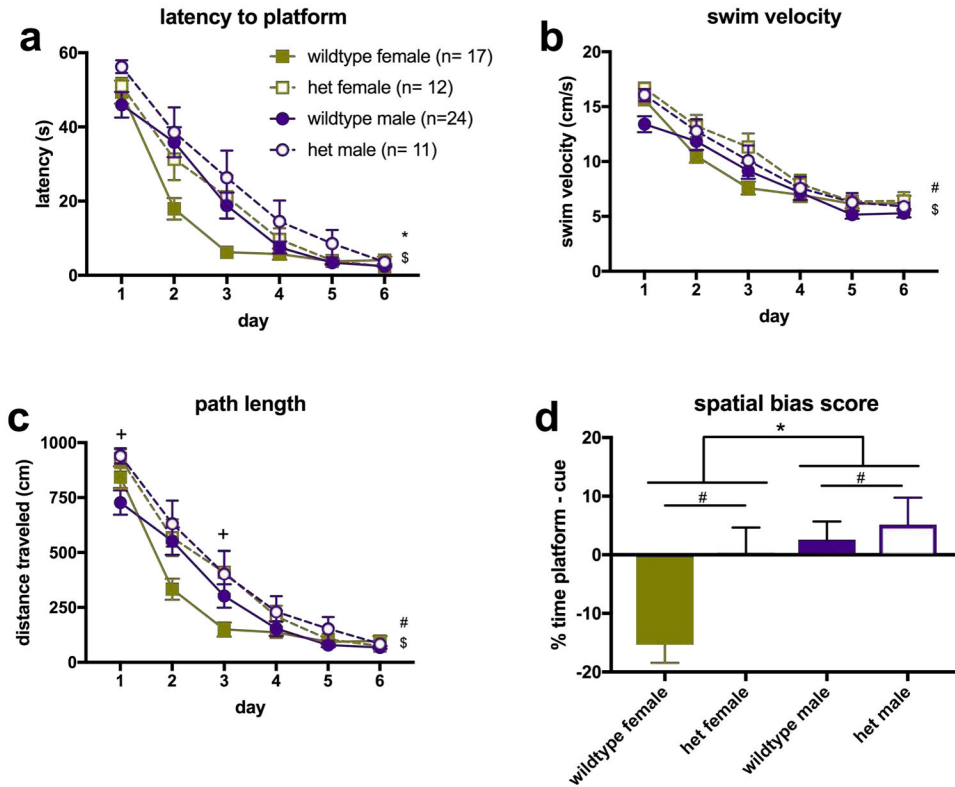 a
latency to platform
60
40
20
0
latency (s)
wildtype female (n= 17)
het female (n= 12)
wildtype male (n=24)
het male (n= 11)
*
$
1 2 3 4 5 6
day
b
swim velocity
20
15
10
5
0
swim velocity (cm/s)
#
$
1 2 3 4 5 6
day
c
path length
1000
750
500
250
0
distance traveled (cm)
+
+
#
$
1 2 3 4 5 6
day
d
spatial bias score
20
10
0
-10
-20
% time platform - cue
*
#
#
wildtype female
het female
wildtype male
het male